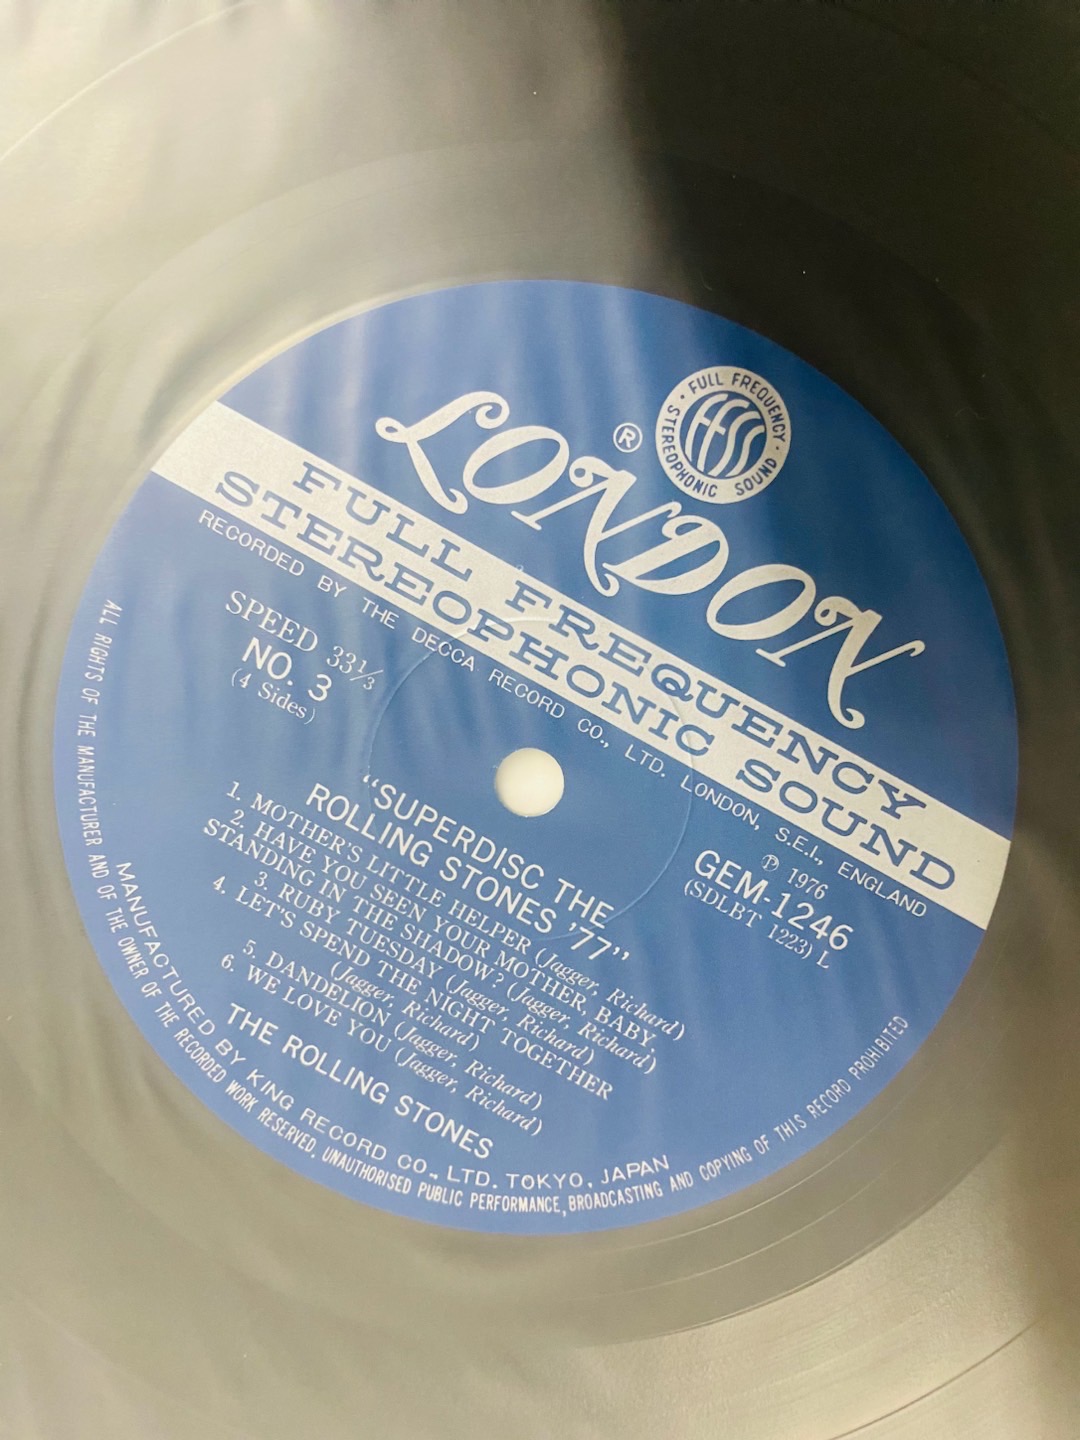 LONDON
®
FULL FREQUENCY · STEREOPHONIC SOUND ·
FFSS
FULL FREQUENCY
STEREOPHONIC SOUND
RECORDED BY THE DECCA RECORD CO., LTD. LONDON, S.E.I., ENGLAND
SPEED 33⅓
NO. 3
(4 Sides)
℗ 1976
GEM-1246
(SDLBT 1223) L
“SUPERDISC THE
ROLLING STONES ’77”
1. MOTHER'S LITTLE HELPER (Jagger, Richard)
2. HAVE YOU SEEN YOUR MOTHER, BABY,
STANDING IN THE SHADOW? (Jagger, Richard)
3. RUBY TUESDAY (Jagger, Richard)
4. LET'S SPEND THE NIGHT TOGETHER
(Jagger, Richard)
5. DANDELION (Jagger, Richard)
6. WE LOVE YOU (Jagger, Richard)
THE ROLLING STONES
MANUFACTURED BY KING RECORD CO., LTD. TOKYO, JAPAN
ALL RIGHTS OF THE MANUFACTURER AND OF THE OWNER OF THE RECORDED WORK RESERVED, UNAUTHORISED PUBLIC PERFORMANCE, BROADCASTING AND COPYING OF THIS RECORD PROHIBITED